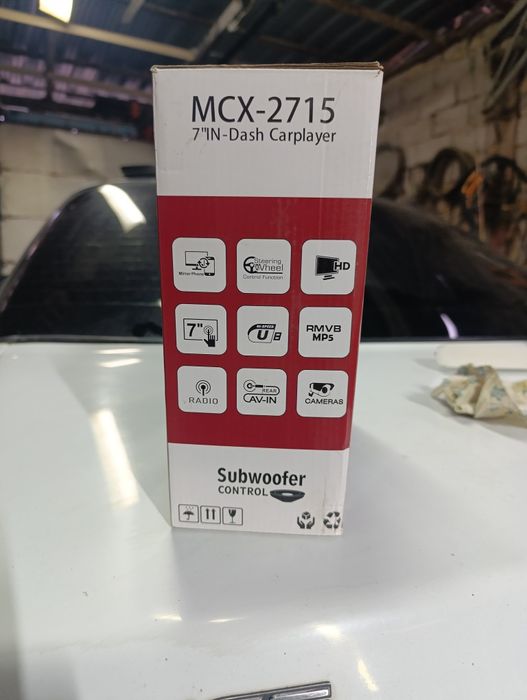 MCX-2715
7"IN-Dash Carplayer
Mirror Phone
Steering
Wheel
Control Function
HD
7"
HI-SPEED
U
RMVB
MP5
RADIO
REAR
AV-IN
CAMERAS
Subwoofer
CONTROL